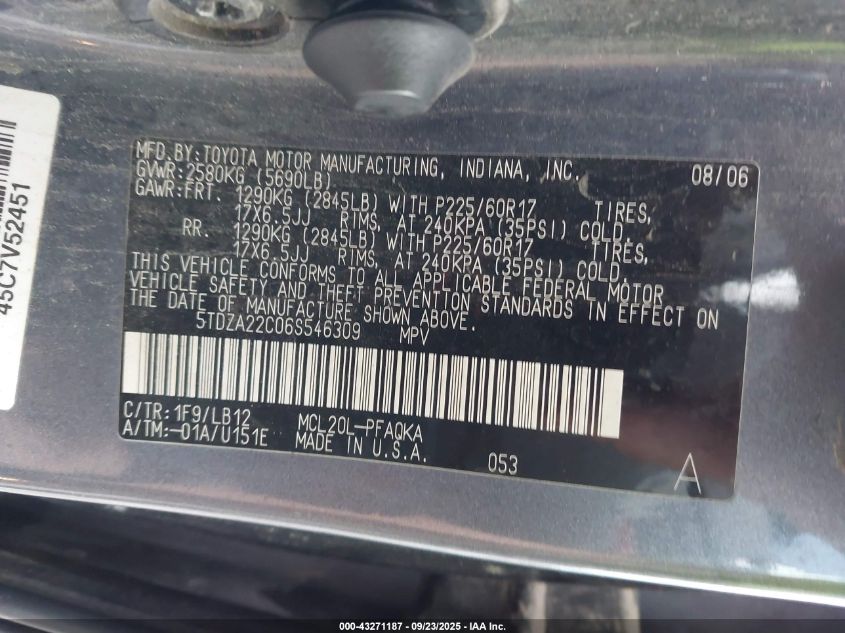 45C7V52451
MFD.BY:TOYOTA MOTOR MANUFACTURING, INDIANA, INC. 08/06
GVWR:2580KG (5690LB)
GAWR:FRT. 1290KG (2845LB) WITH P225/60R17 TIRES,
17X6.5JJ RIMS, AT 240KPA (35PSI) COLD.
RR. 1290KG (2845LB) WITH P225/60R17 TIRES,
17X6.5JJ RIMS, AT 240KPA (35PSI) COLD.
THIS VEHICLE CONFORMS TO ALL APPLICABLE FEDERAL MOTOR
VEHICLE SAFETY AND THEFT PREVENTION STANDARDS IN EFFECT ON
THE DATE OF MANUFACTURE SHOWN ABOVE.
5TDZA22C06S546309 MPV
C/TR:1F9/LB12 MCL20L-PFAQKA
A/TM:-01A/U151E MADE IN U.S.A. 053 A
000-43271187 - 09/23/2025 - IAA Inc.